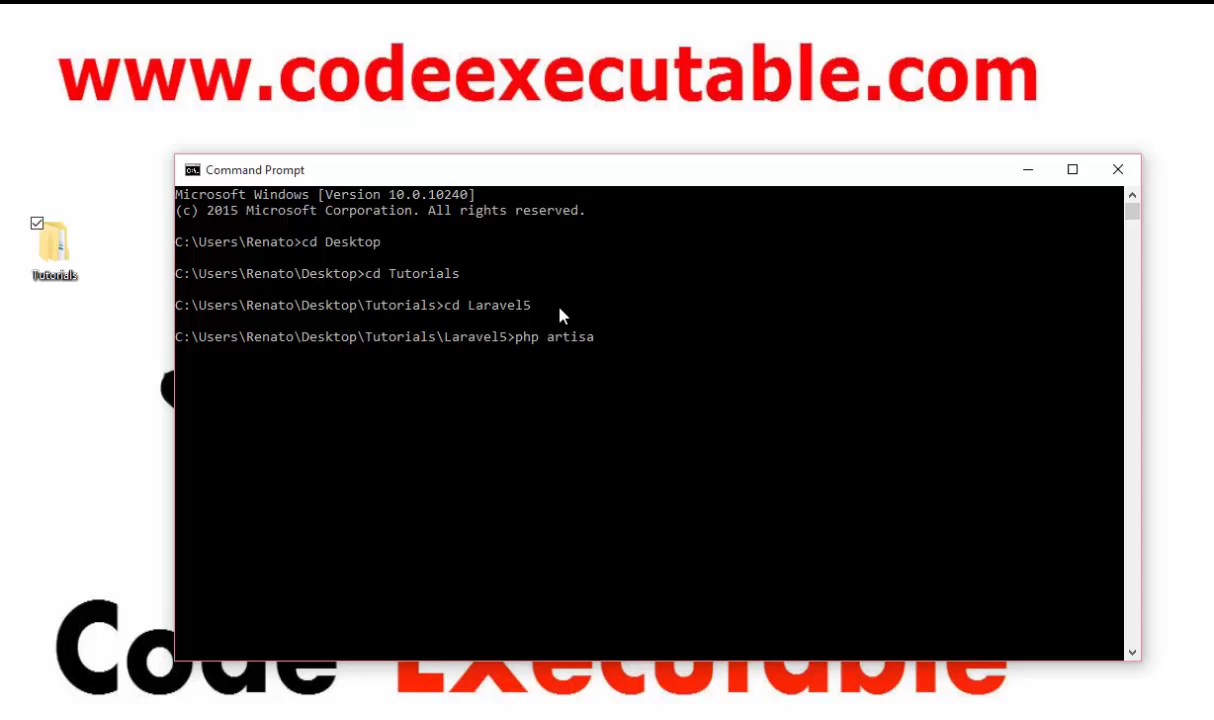 www.codeexecutable.com
Command Prompt
Microsoft Windows [Version 10.0.10240]
(c) 2015 Microsoft Corporation. All rights reserved.
C:\Users\Renato>cd Desktop
C:\Users\Renato\Desktop>cd Tutorials
C:\Users\Renato\Desktop\Tutorials>cd Laravel5
C:\Users\Renato\Desktop\Tutorials\Laravel5>php artisa
Tutorials
Code Executable